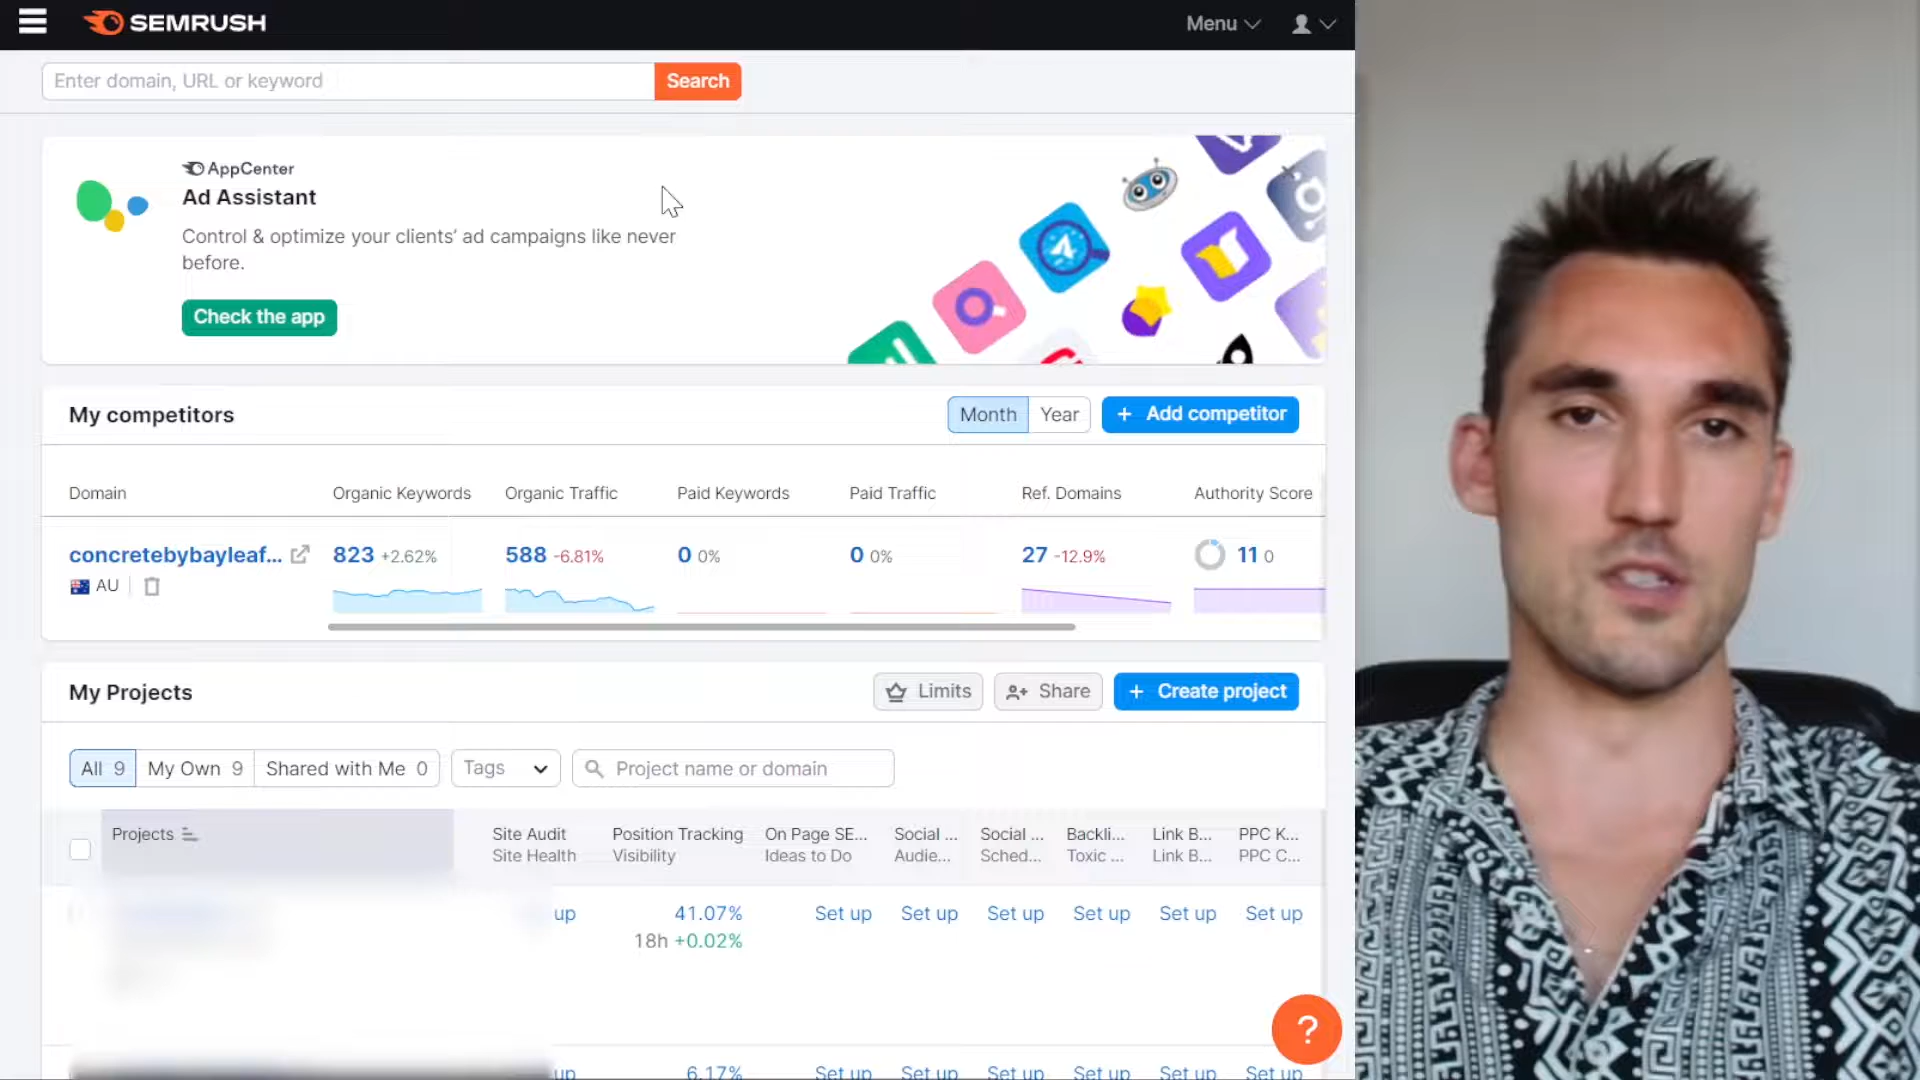 SEMRUSH
Menu
Enter domain, URL or keyword
Search
AppCenter
Ad Assistant
Control & optimize your clients' ad campaigns like never
before.
Check the app
My competitors
Month
Year
+ Add competitor
Domain
Organic Keywords
Organic Traffic
Paid Keywords
Paid Traffic
Ref. Domains
Authority Score
concretebybayleaf...
823 +2.62%
588 -6.81%
0 0%
0 0%
27 -12.9%
11 0
AU
My Projects
Limits
Share
+ Create project
All 9
My Own 9
Shared with Me 0
Tags
Project name or domain
Projects
Site Audit
Site Health
Position Tracking
Visibility
On Page SE...
Ideas to Do
Social ...
Audie...
Social ...
Sched...
Backli...
Toxic ...
Link B...
Link B...
PPC K...
PPC C...
up
41.07%
18h +0.02%
Set up
Set up
Set up
Set up
Set up
Set up
?
up
6.17%
Set up
Set up
Set up
Set up
Set up
Set up